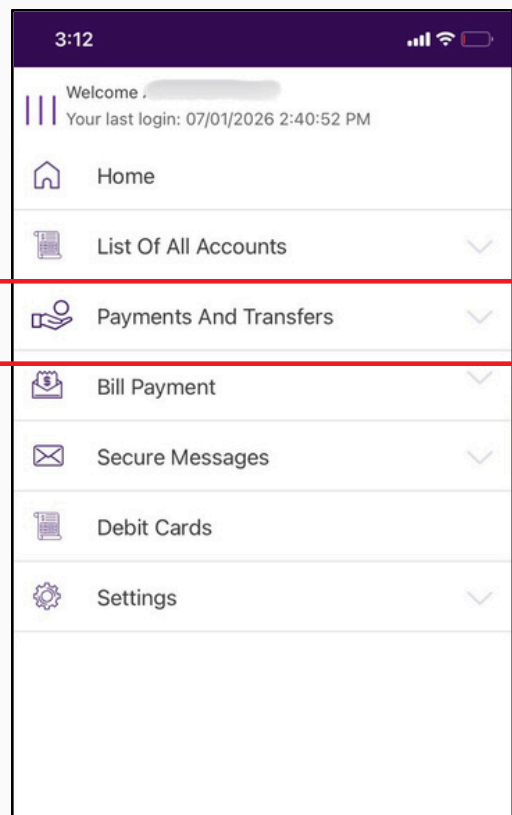 3:12
Welcome
Your last login: 07/01/2026 2:40:52 PM
Home
List Of All Accounts
Payments And Transfers
Bill Payment
Secure Messages
Debit Cards
Settings